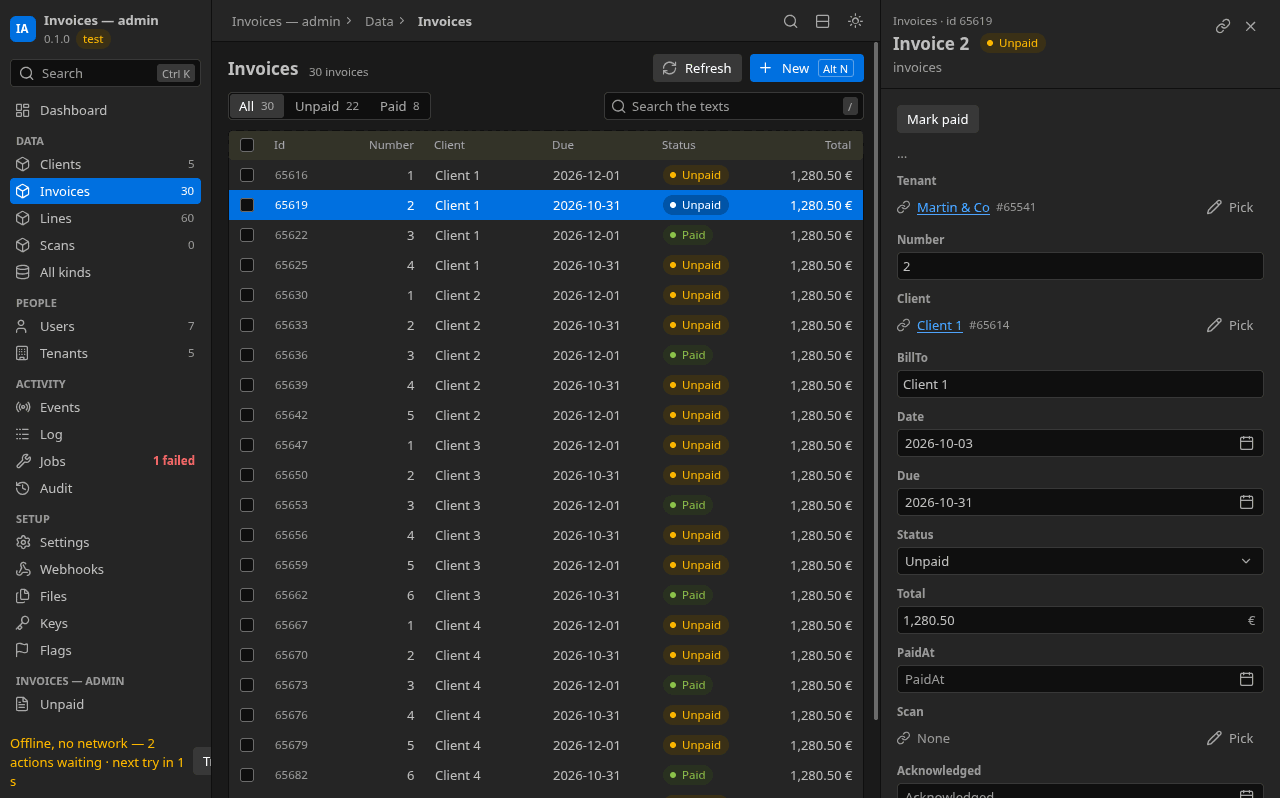 IA
Invoices — admin
0.1.0 test
Search Ctrl K
Dashboard
DATA
Clients 5
Invoices 30
Lines 60
Scans 0
All kinds
PEOPLE
Users 7
Tenants 5
ACTIVITY
Events
Log
Jobs 1 failed
Audit
SETUP
Settings
Webhooks
Files
Keys
Flags
INVOICES — ADMIN
Unpaid
Offline, no network — 2
actions waiting · next try in 1
s
Invoices — admin Data Invoices
Invoices 30 invoices
Refresh New Alt N
All 30 Unpaid 22 Paid 8
Search the texts /
Id Number Client Due Status Total
65616 1 Client 1 2026-12-01 Unpaid 1,280.50 €
65619 2 Client 1 2026-10-31 Unpaid 1,280.50 €
65622 3 Client 1 2026-12-01 Paid 1,280.50 €
65625 4 Client 1 2026-10-31 Unpaid 1,280.50 €
65630 1 Client 2 2026-12-01 Unpaid 1,280.50 €
65633 2 Client 2 2026-10-31 Unpaid 1,280.50 €
65636 3 Client 2 2026-12-01 Paid 1,280.50 €
65639 4 Client 2 2026-10-31 Unpaid 1,280.50 €
65642 5 Client 2 2026-12-01 Unpaid 1,280.50 €
65647 1 Client 3 2026-12-01 Unpaid 1,280.50 €
65650 2 Client 3 2026-10-31 Unpaid 1,280.50 €
65653 3 Client 3 2026-12-01 Paid 1,280.50 €
65656 4 Client 3 2026-10-31 Unpaid 1,280.50 €
65659 5 Client 3 2026-12-01 Unpaid 1,280.50 €
65662 6 Client 3 2026-10-31 Paid 1,280.50 €
65667 1 Client 4 2026-12-01 Unpaid 1,280.50 €
65670 2 Client 4 2026-10-31 Unpaid 1,280.50 €
65673 3 Client 4 2026-12-01 Paid 1,280.50 €
65676 4 Client 4 2026-10-31 Unpaid 1,280.50 €
65679 5 Client 4 2026-12-01 Unpaid 1,280.50 €
65682 6 Client 4 2026-10-31 Paid 1,280.50 €
Invoices · id 65619
Invoice 2 Unpaid
invoices
Mark paid
...
Tenant
Martin & Co #65541 Pick
Number
2
Client
Client 1 #65614 Pick
BillTo
Client 1
Date
2026-10-03
Due
2026-10-31
Status
Unpaid
Total
1,280.50 €
PaidAt
PaidAt
Scan
None Pick
Acknowledged
Acknowledged